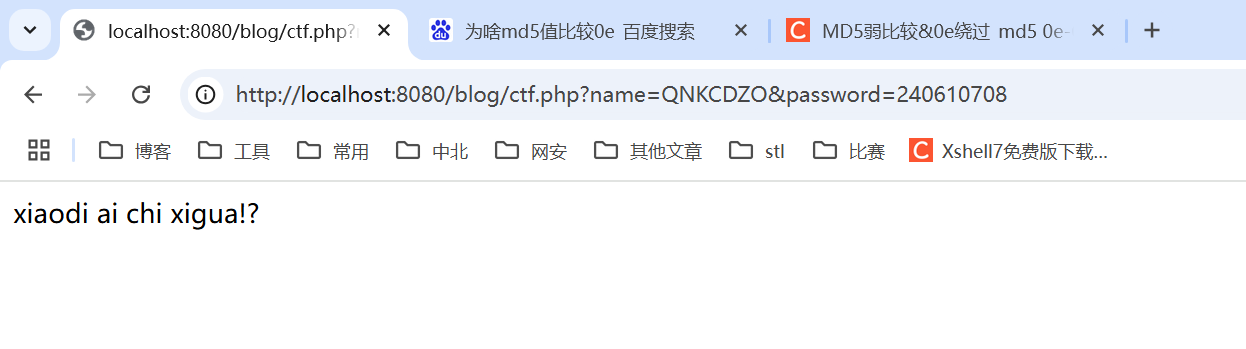 localhost:8080/blog/ctf.php?
为啥md5值比较0e 百度搜索
MD5弱比较&0e绕过 md5 0e-
http://localhost:8080/blog/ctf.php?name=QNKCDZO&password=240610708
博客 工具 常用 中北 网安 其他文章 stl 比赛 Xshell7免费版下载...
xiaodi ai chi xigua!?